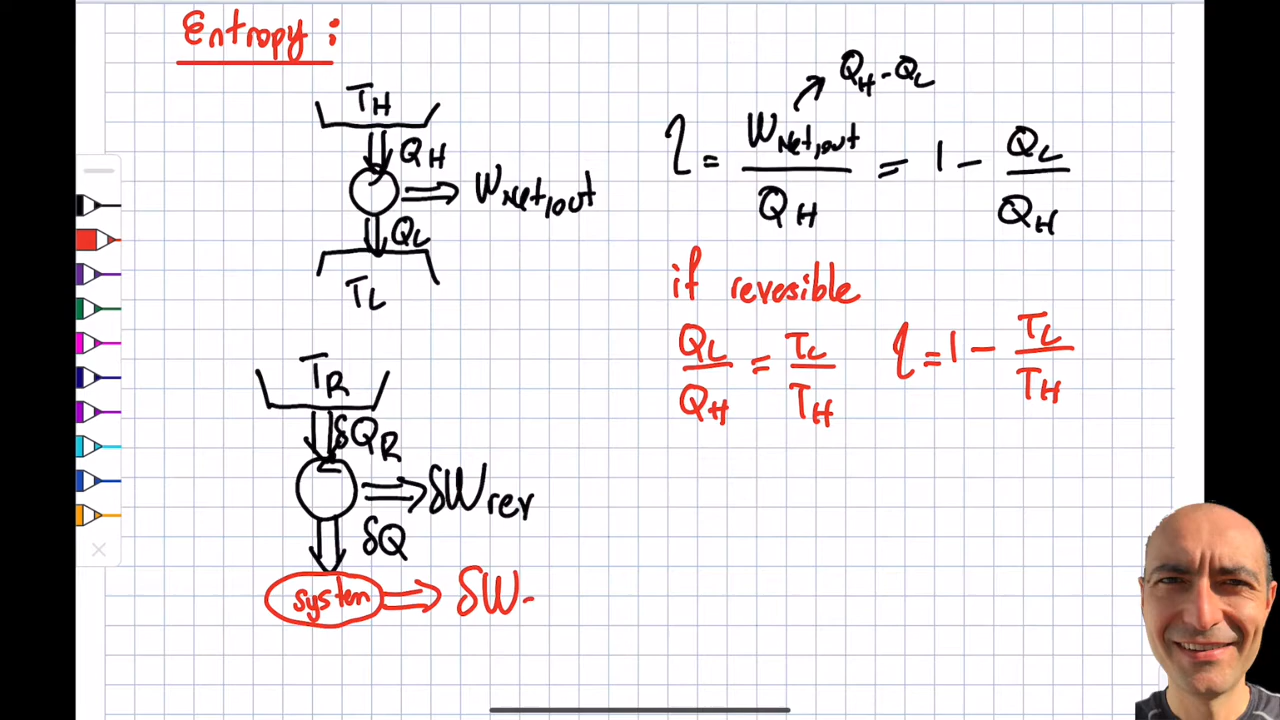 Entropy :
T_H
Q_H
W_Net,out
Q_L
T_L
η = W_Net,out / Q_H = 1 - Q_L / Q_H
Q_H - Q_L
if revesible
Q_L / Q_H = T_L / T_H
η = 1 - T_L / T_H
T_R
δQ_R
δW_rev
δQ
system
δW-